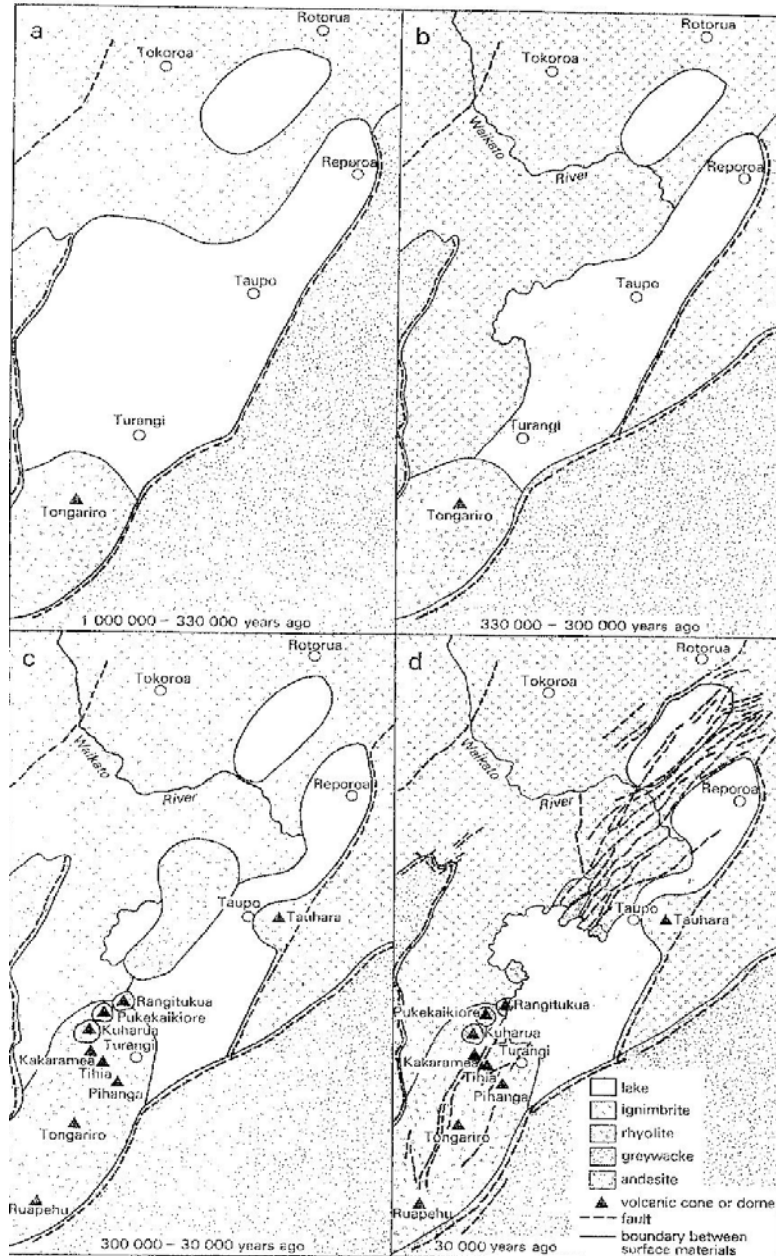 a
Rotorua
Tokoroa
Reporoa
Taupo
Turangi
Tongariro
1 000 000 – 330 000 years ago
b
Rotorua
Tokoroa
Waikato
River
Reporoa
Taupo
Turangi
Tongariro
330 000 – 300 000 years ago
c
Rotorua
Tokoroa
Waikato
River
Reporoa
Taupo
Tauhara
Rangitukua
Pukekaikiore
Kuharua
Turangi
Kakaramea
Tihia
Pihanga
Tongariro
Ruapehu
300 000 – 30 000 years ago
d
Rotorua
Tokoroa
Waikato
River
Reporoa
Taupo
Tauhara
Rangitukua
Pukekaikiore
Kuharua
Turangi
Kakaramea
Tihia
Pihanga
Tongariro
Ruapehu
30 000 years ago
lake
ignimbrite
rhyolite
greywacke
andesite
volcanic cone or dome
fault
boundary between
surface materials